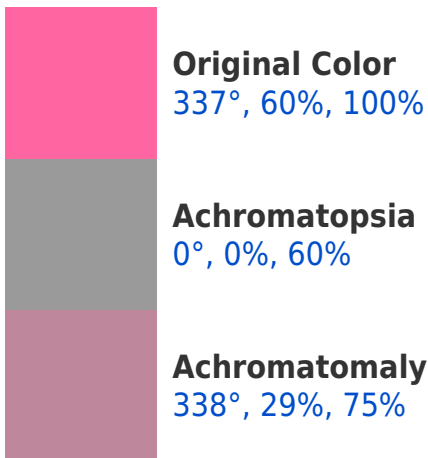 Original Color
337°, 60%, 100%
Achromatopsia
0°, 0%, 60%
Achromatomaly
338°, 29%, 75%